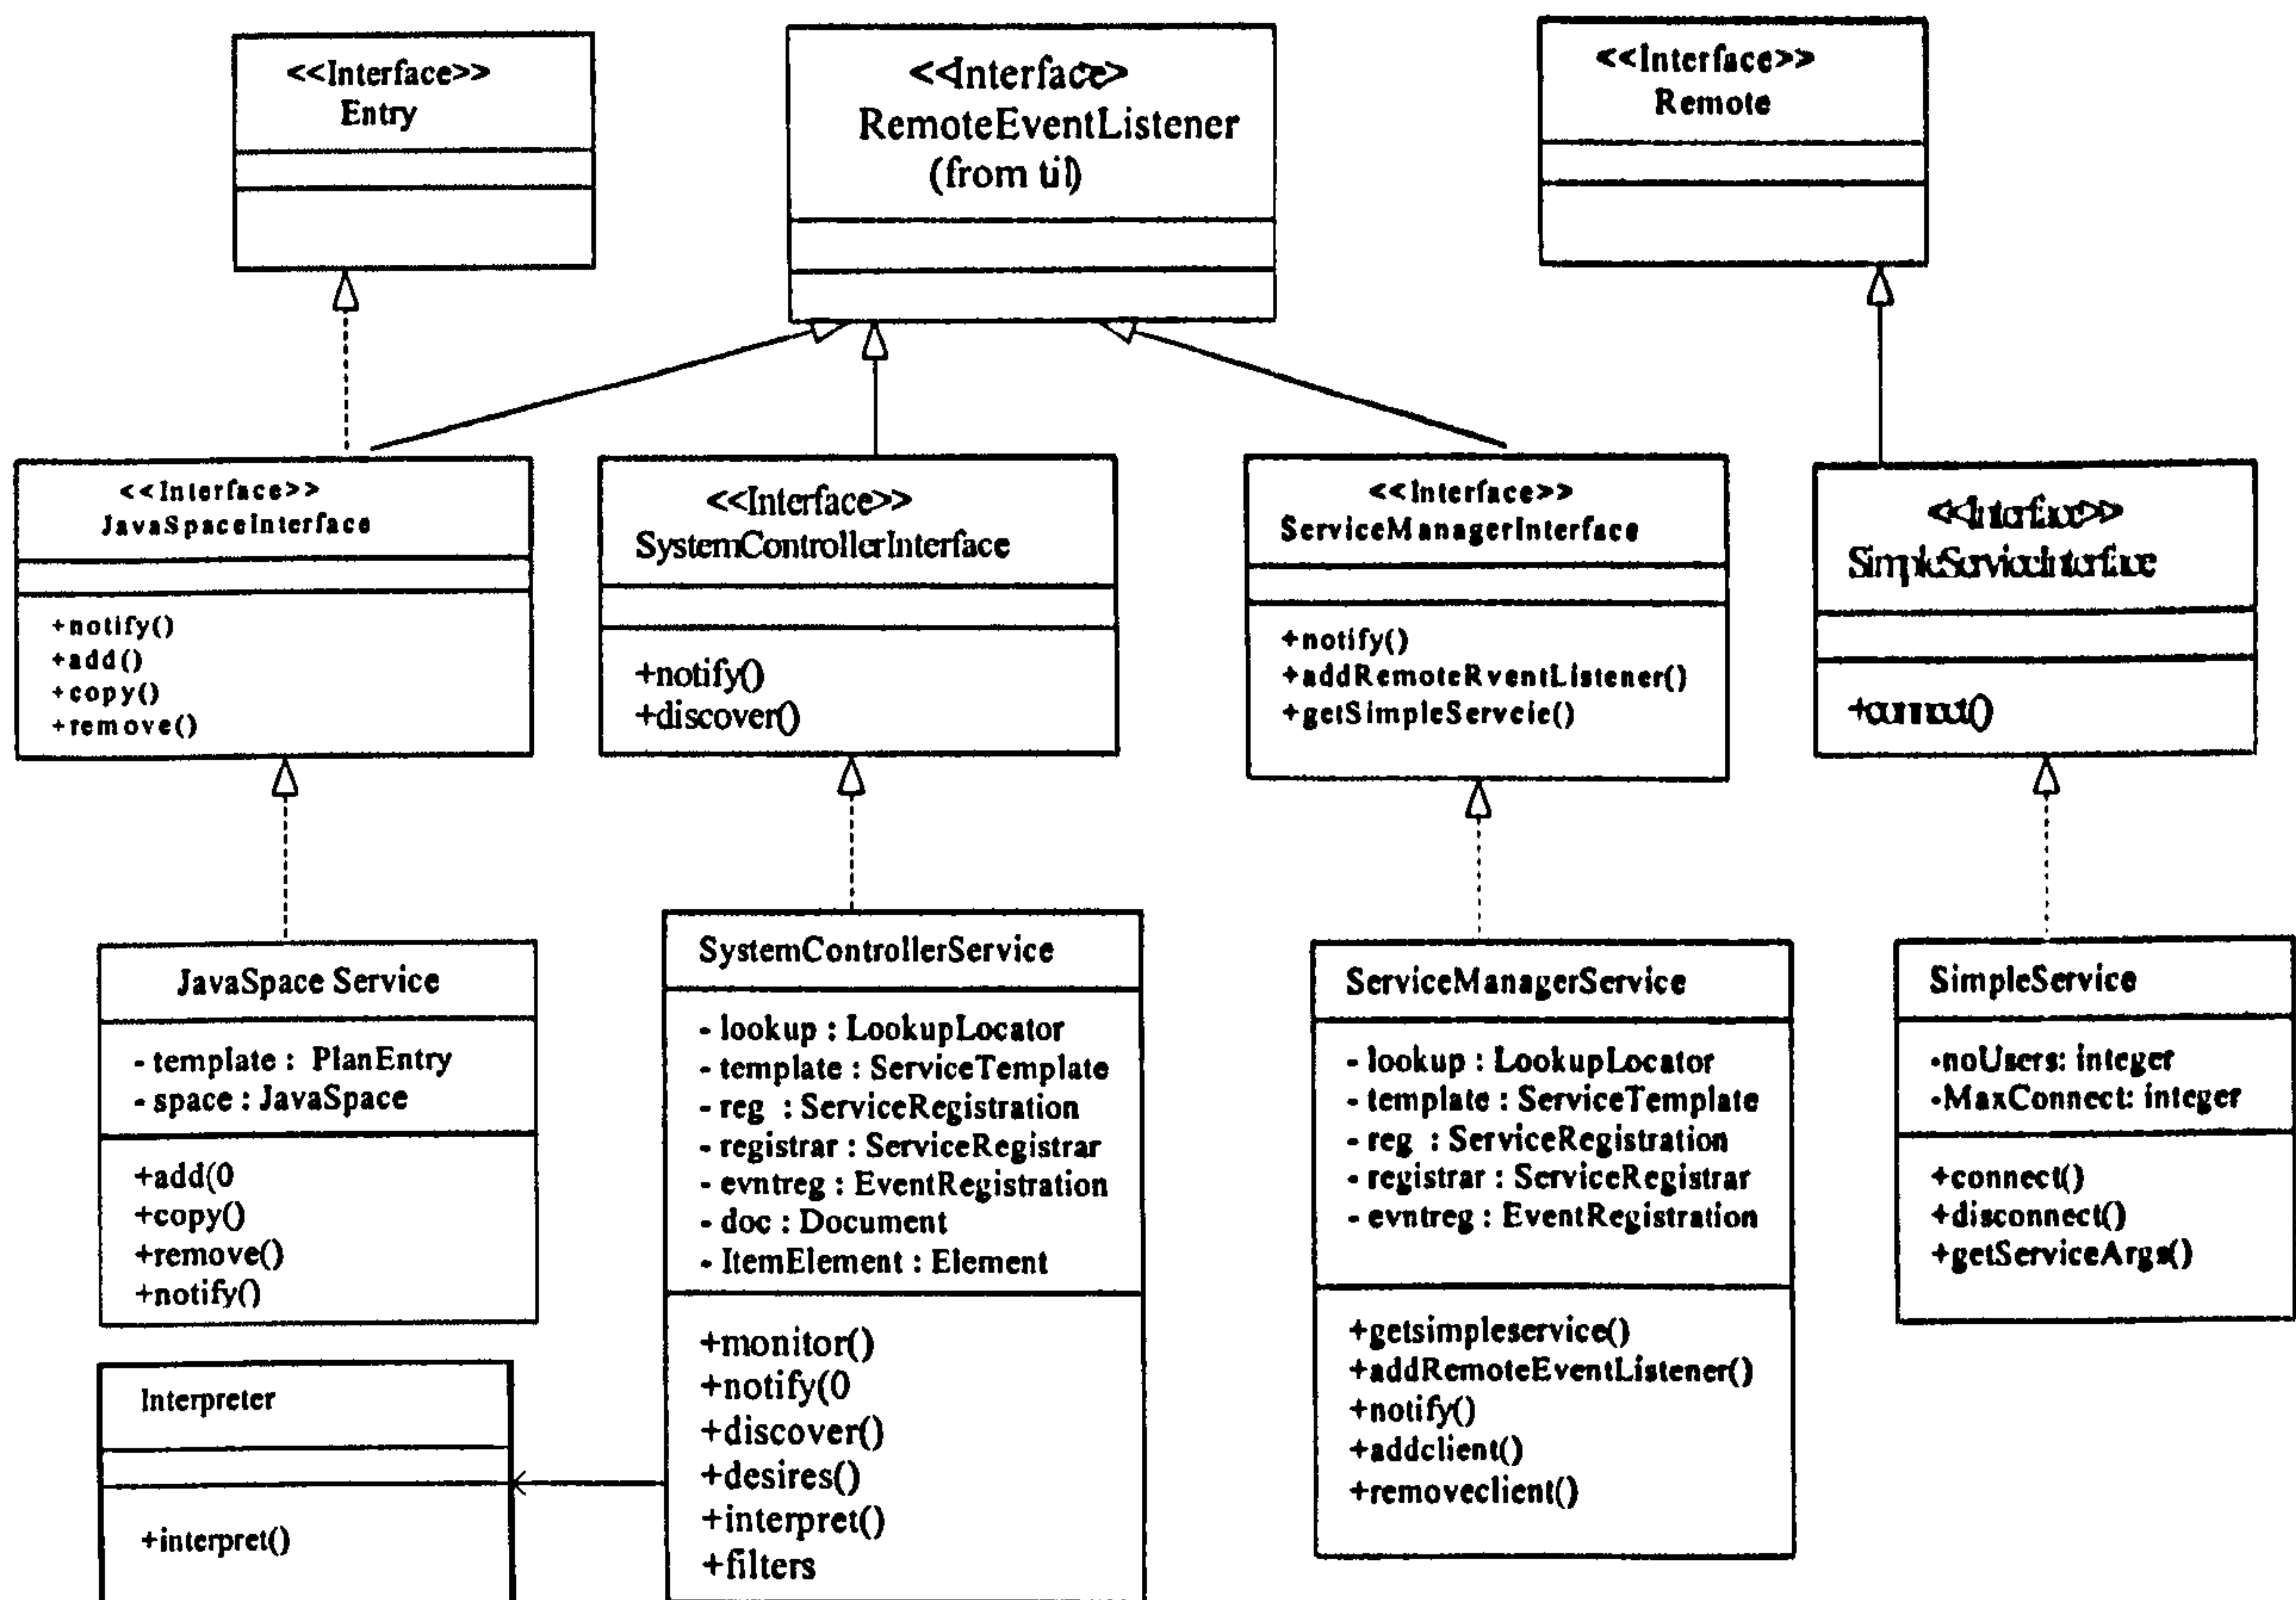 <<Interface>>
Entry
<<Interface>>
RemoteEventListener
(from til)
<<Interface>>
Remote
<<Interface>>
JavaSpaceInterface
+notify()
+add()
+copy()
+remove()
<<Interface>>
SystemControllerInterface
+notify()
+discover()
<<Interface>>
ServiceManagerInterface
+notify()
+addRemoteRventListener()
+getSimpleServcie()
<<Interface>>
SimpleServiceInterface
+connect()
JavaSpace Service
- template : PlanEntry
- space : JavaSpace
+add(0
+copy()
+remove()
+notify()
SystemControllerService
- lookup : LookupLocator
- template : ServiceTemplate
- reg : ServiceRegistration
- registrar : ServiceRegistrar
- evntreg : EventRegistration
- doc : Document
- ItemElement : Element
+monitor()
+notify(0
+discover()
+desires()
+interpret()
+filters
ServiceManagerService
- lookup : LookupLocator
- template : ServiceTemplate
- reg : ServiceRegistration
- registrar : ServiceRegistrar
- evntreg : EventRegistration
+getsimpleservice()
+addRemoteEventListener()
+notify()
+addclient()
+removeclient()
SimpleService
-noUsers: integer
-MaxConnect: integer
+connect()
+disconnect()
+getServiceArgs()
Interpreter
+interpret()